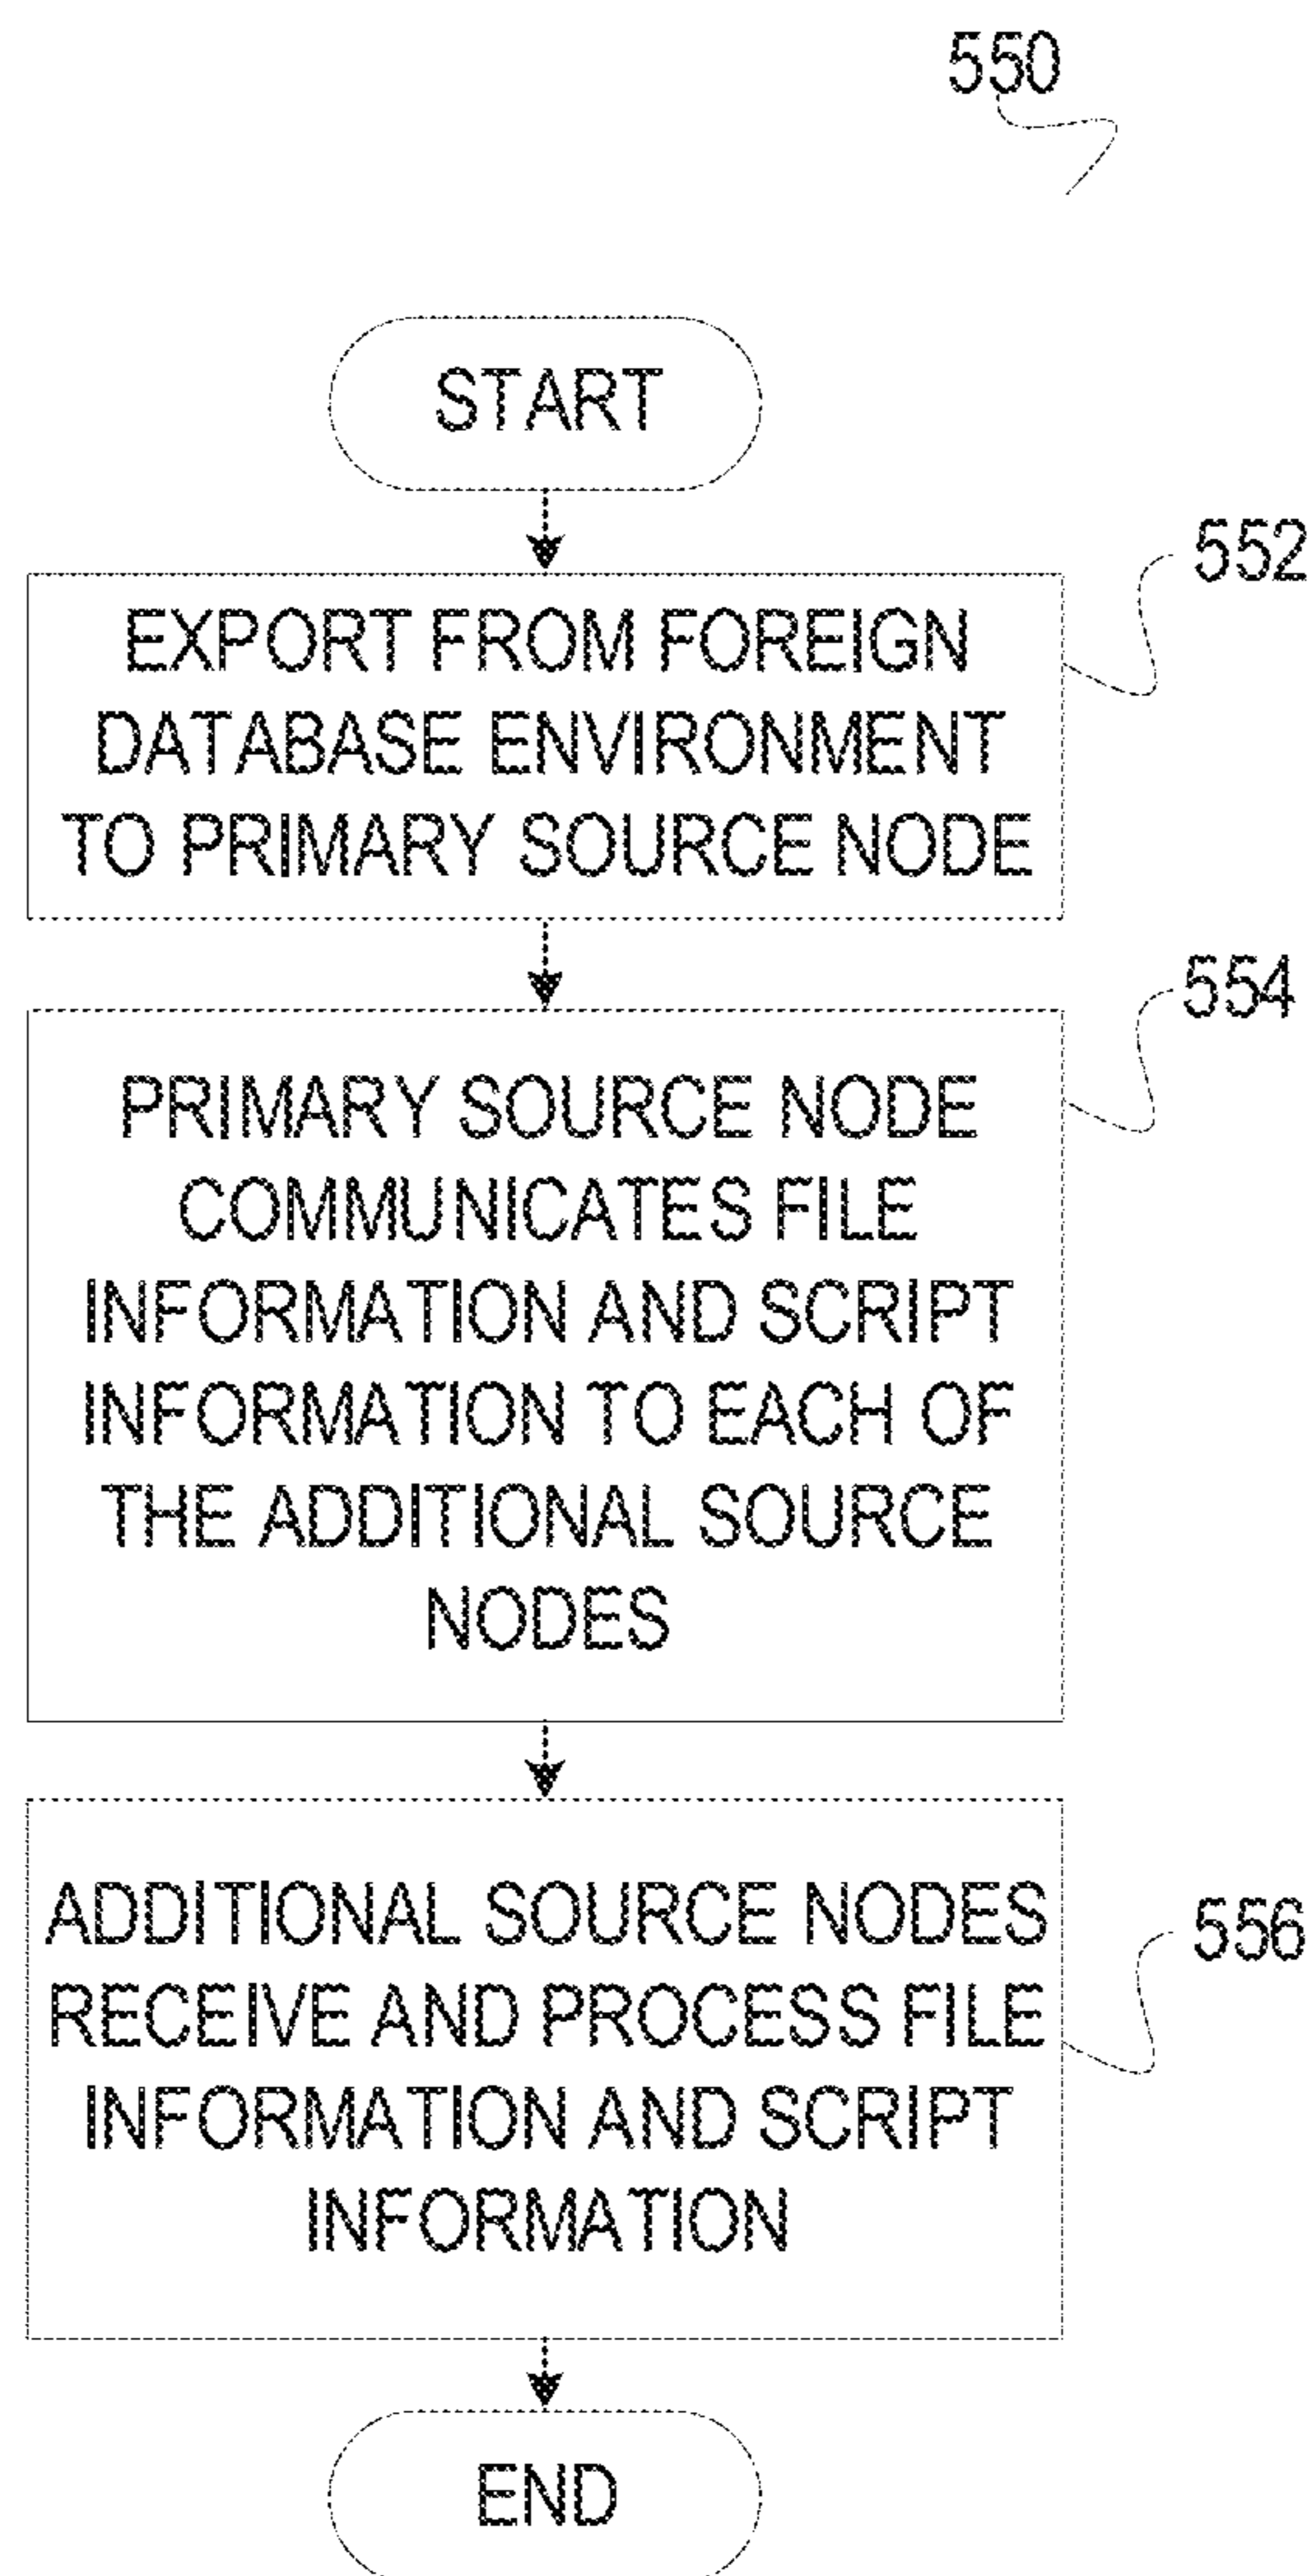 550
START
552
EXPORT FROM FOREIGN
DATABASE ENVIRONMENT
TO PRIMARY SOURCE NODE
554
PRIMARY SOURCE NODE
COMMUNICATES FILE
INFORMATION AND SCRIPT
INFORMATION TO EACH OF
THE ADDITIONAL SOURCE
NODES
556
ADDITIONAL SOURCE NODES
RECEIVE AND PROCESS FILE
INFORMATION AND SCRIPT
INFORMATION
END